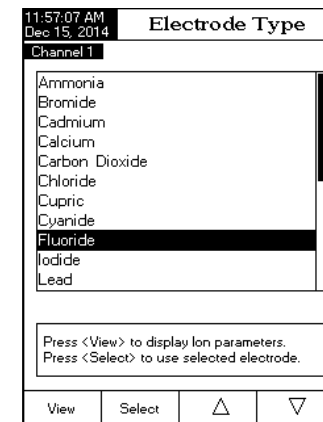 11:57:07 AM
Dec 15, 2014
Electrode Type
Channel 1
Ammonia
Bromide
Cadmium
Calcium
Carbon Dioxide
Chloride
Cupric
Cyanide
Fluoride
Iodide
Lead
Press <View> to display Ion parameters.
Press <Select> to use selected electrode.
View Select △ ▽